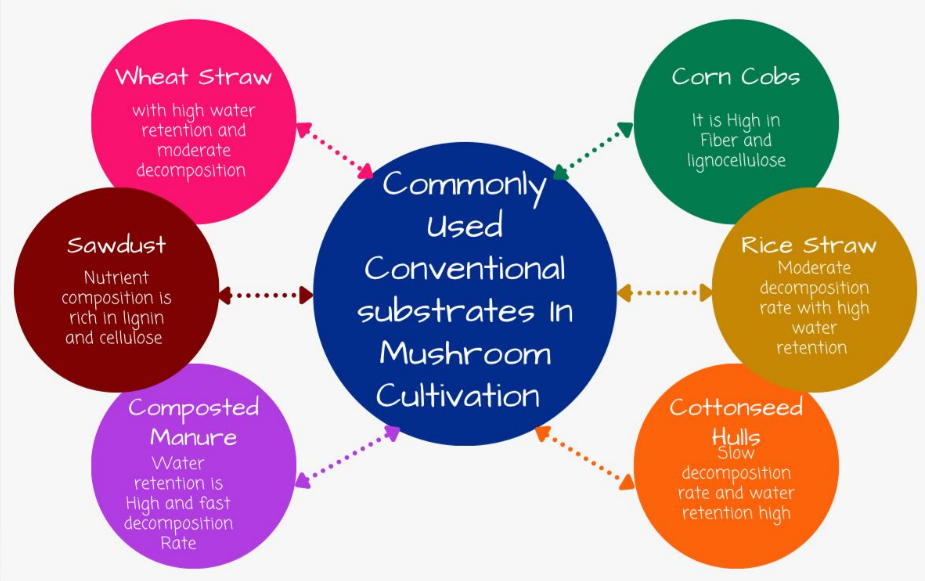 Wheat Straw
with high water
retention and
moderate
decomposition
Corn Cobs
It is High in
Fiber and
lignocellulose
Sawdust
Nutrient
composition is
rich in lignin
and cellulose
Commonly
Used
Conventional
substrates In
Mushroom
Cultivation
Rice Straw
Moderate
decomposition
rate with high
water
retention
Composted
Manure
Water
retention is
High and fast
decomposition
Rate
Cottonseed
Hulls
Slow
decomposition
rate and water
retention high